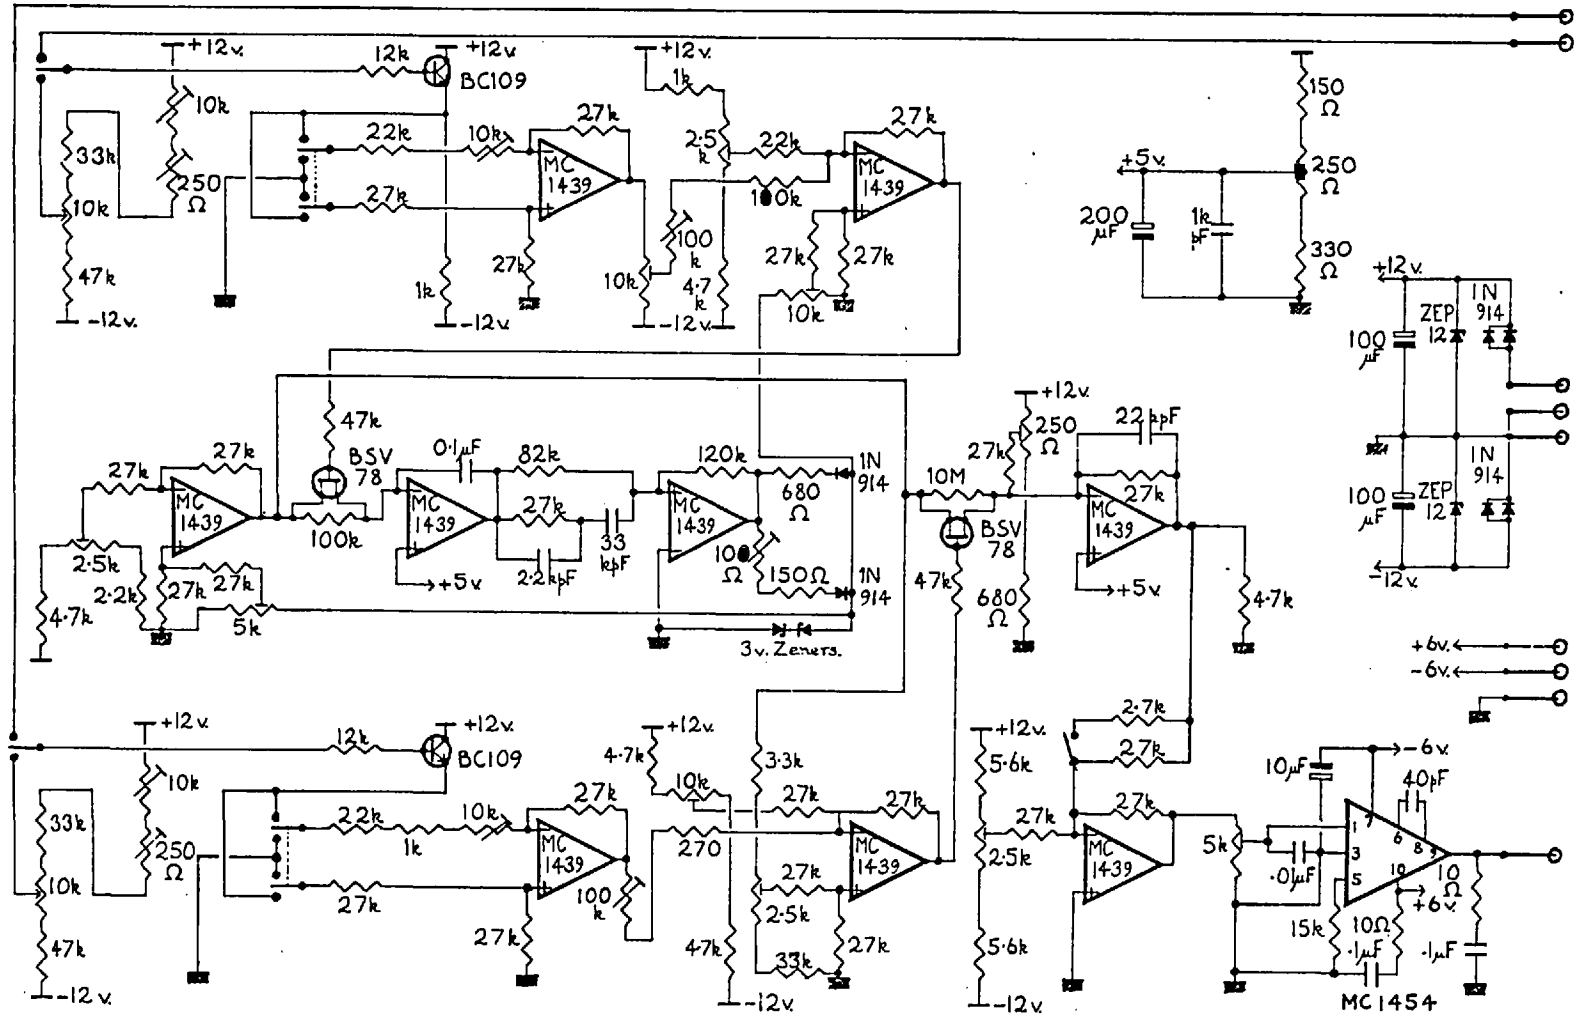 +12v.
12k
+12v.
BC109
10k
33k
250
Ω
10k
47k
-12v.
22k
10k
27k
MC
1439
27k
27k
1k
-12v.
+12v.
1k
2.5
k
22k
100k
100
k
10k
4.7
k
-12v.
27k
MC
1439
27k
27k
10k
150
Ω
+5v.
250
Ω
200
µF
1k
pF
330
Ω
+12v.
1N
914
ZEP
12
100
µF
1N
914
100
µF
ZEP
12
-12v.
47k
BSV
78
27k
27k
MC
1439
100k
2.5k
2.2k
27k
27k
4.7k
5k
0.1µF
82k
MC
1439
27k
33
kpF
2.2kpF
+5v.
120k
680
Ω
1N
914
MC
1439
100
Ω
150Ω
1N
914
3v. Zeners.
10M
BSV
78
47k
+12v.
250
Ω
27k
680
Ω
22kpF
27k
MC
1439
+5v.
4.7k
+6v.
-6v.
+12v.
12k
+12v.
BC109
10k
33k
250
Ω
10k
47k
-12v.
22k
1k
10k
27k
MC
1439
27k
27k
100
k
+12v.
4.7k
10k
270
4.7k
-12v.
3.3k
27k
27k
MC
1439
27k
2.5k
27k
33k
+12v.
5.6k
27k
2.5k
5.6k
-12v.
2.7k
27k
27k
MC
1439
5k
10µF
-6v.
40pF
7
1
6
8
9
3
5
10
.01µF
10
Ω
+6v.
15k
10Ω
.1µF
.1µF
MC1454